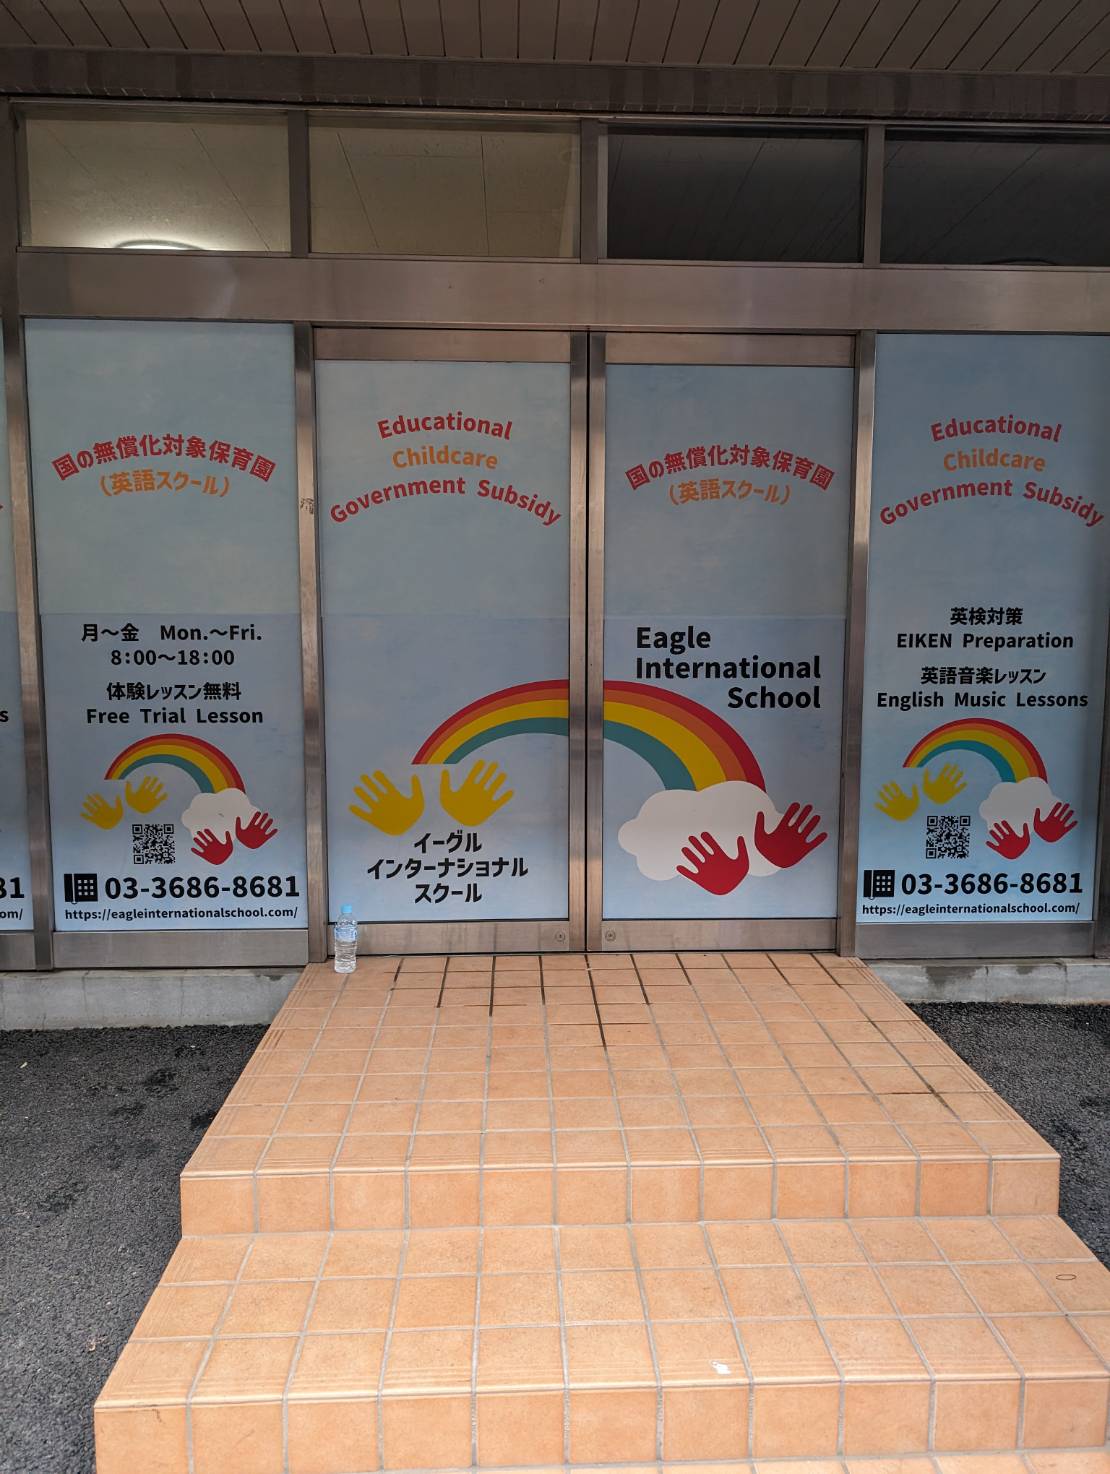 国の無償化対象保育園
(英語スクール)
月~金 Mon.~Fri.
8:00~18:00
体験レッスン無料
Free Trial Lesson
03-3686-8681
https://eagleinternationalschool.com/
Educational
Childcare
Government Subsidy
イーグル
インターナショナル
スクール
国の無償化対象保育園
(英語スクール)
Eagle
International
School
Educational
Childcare
Government Subsidy
英検対策
EIKEN Preparation
英語音楽レッスン
English Music Lessons
03-3686-8681
https://eagleinternationalschool.com/